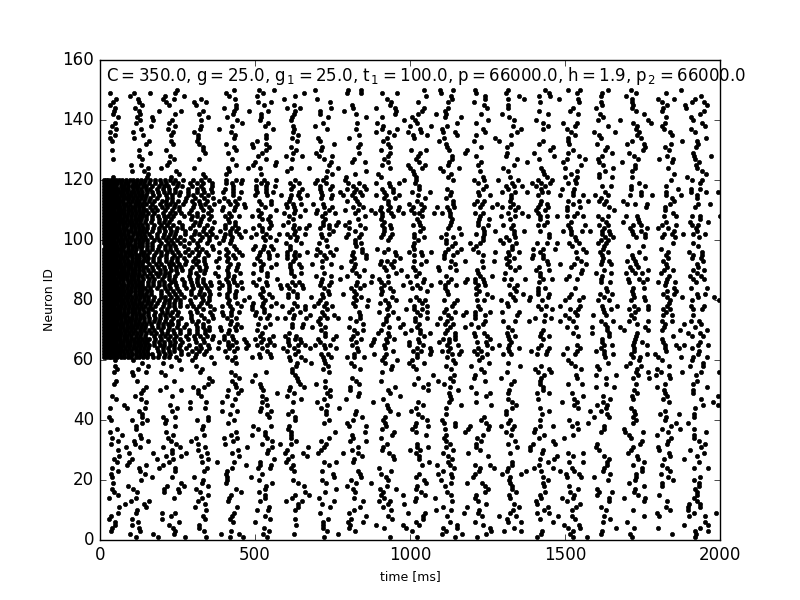 C = 350.0, g = 25.0, g₁ = 25.0, t₁ = 100.0, p = 66000.0, h = 1.9, p₂ = 66000.0
160
140
120
100
80
60
40
20
0
Neuron ID
0 500 1000 1500 2000
time [ms]